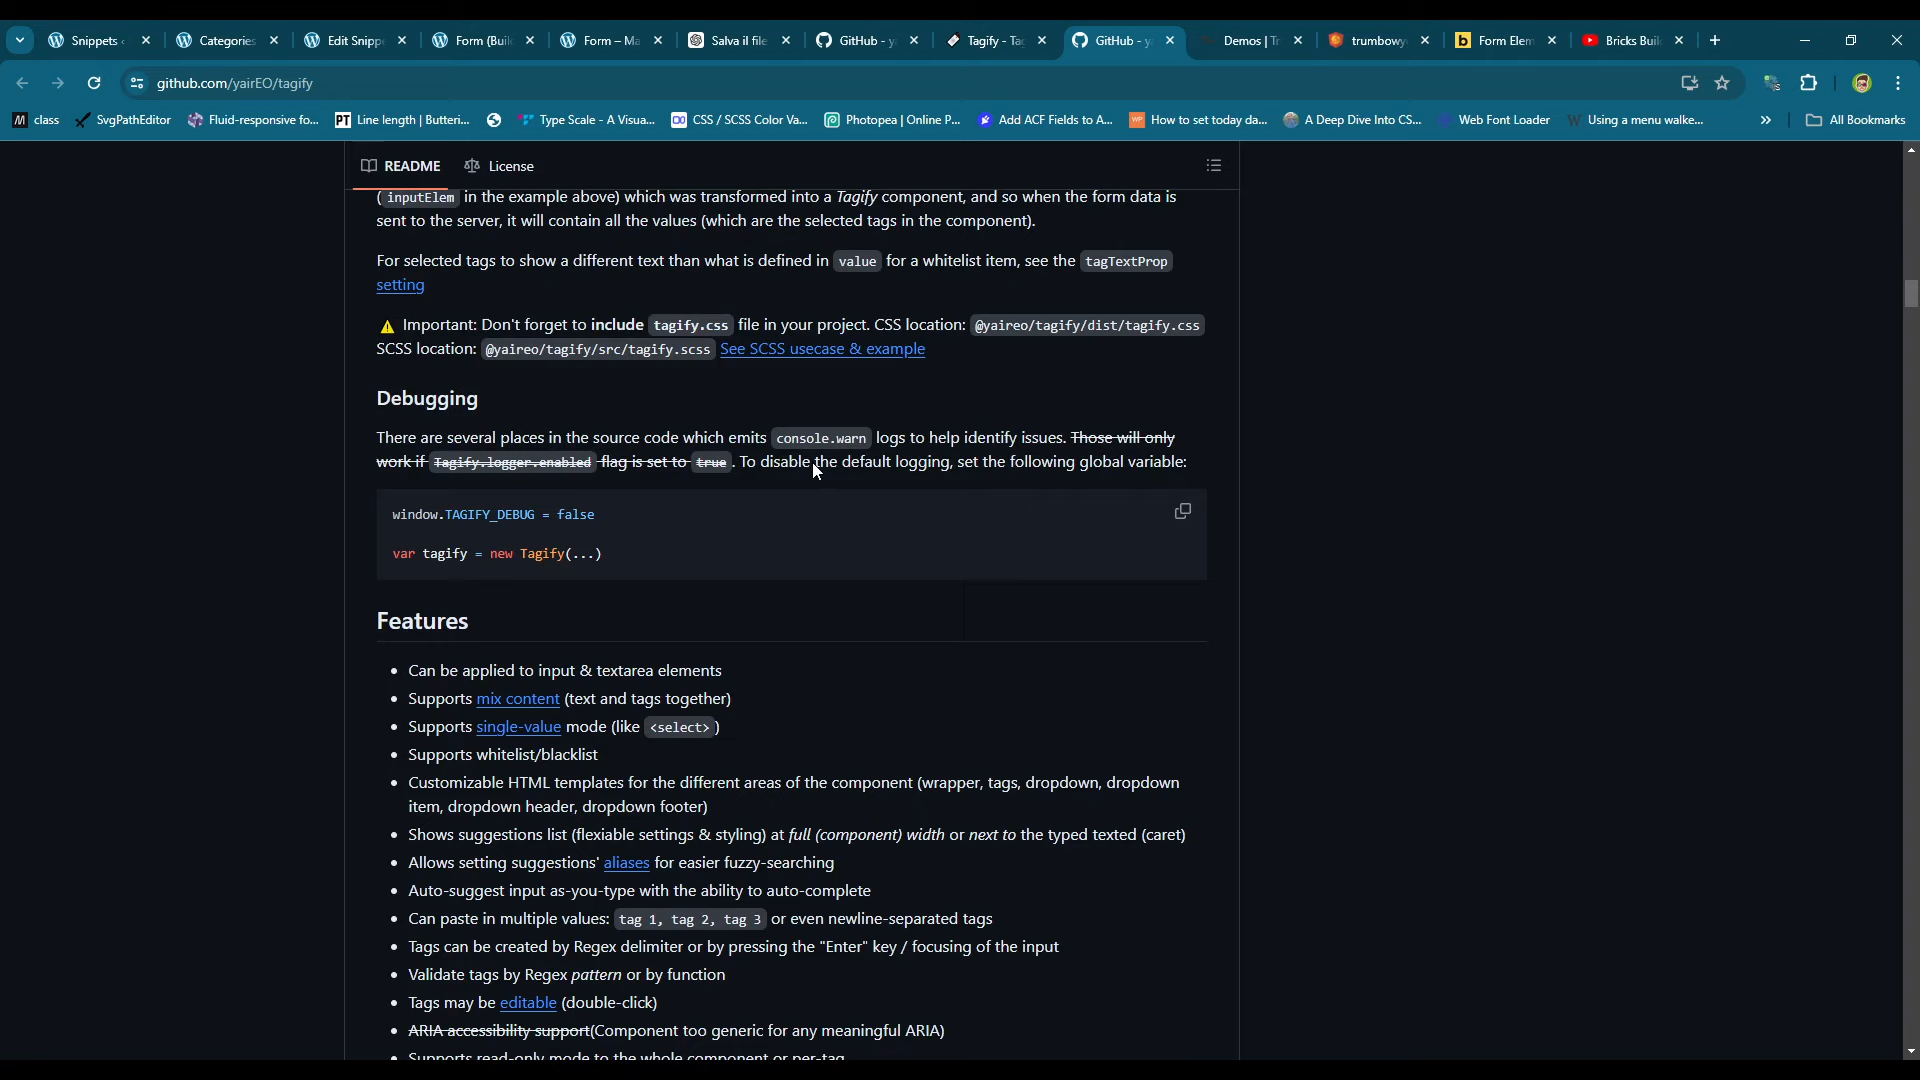 Snippets
Categories
Edit Snipp
Form (Buil
Form – Ma
Salva il file
GitHub - y
Tagify - Tag
GitHub - y
Demos | Tr
trumbowy
Form Elem
Bricks Buil
github.com/yairEO/tagify
class
SvgPathEditor
Fluid-responsive fo...
PT Line length | Butteri...
Type Scale - A Visua...
CSS / SCSS Color Va...
Photopea | Online P...
Add ACF Fields to A...
WP How to set today da...
A Deep Dive Into CS...
Web Font Loader
W Using a menu walke...
»
All Bookmarks
README
License
(inputElem in the example above) which was transformed into a Tagify component, and so when the form data is
sent to the server, it will contain all the values (which are the selected tags in the component).
For selected tags to show a different text than what is defined in value for a whitelist item, see the tagTextProp
setting
Important: Don't forget to include tagify.css file in your project. CSS location: @yaireo/tagify/dist/tagify.css
SCSS location: @yaireo/tagify/src/tagify.scss See SCSS usecase & example
Debugging
There are several places in the source code which emits console.warn logs to help identify issues. Those will only
work if Tagify.logger.enabled flag is set to true. To disable the default logging, set the following global variable:
window.TAGIFY_DEBUG = false
var tagify = new Tagify(...)
Features
• Can be applied to input & textarea elements
• Supports mix content (text and tags together)
• Supports single-value mode (like <select>)
• Supports whitelist/blacklist
• Customizable HTML templates for the different areas of the component (wrapper, tags, dropdown, dropdown
item, dropdown header, dropdown footer)
• Shows suggestions list (flexiable settings & styling) at full (component) width or next to the typed texted (caret)
• Allows setting suggestions' aliases for easier fuzzy-searching
• Auto-suggest input as-you-type with the ability to auto-complete
• Can paste in multiple values: tag 1, tag 2, tag 3 or even newline-separated tags
• Tags can be created by Regex delimiter or by pressing the "Enter" key / focusing of the input
• Validate tags by Regex pattern or by function
• Tags may be editable (double-click)
• ARIA accessibility support(Component too generic for any meaningful ARIA)
• Supports read-only mode to the whole component or per-tag